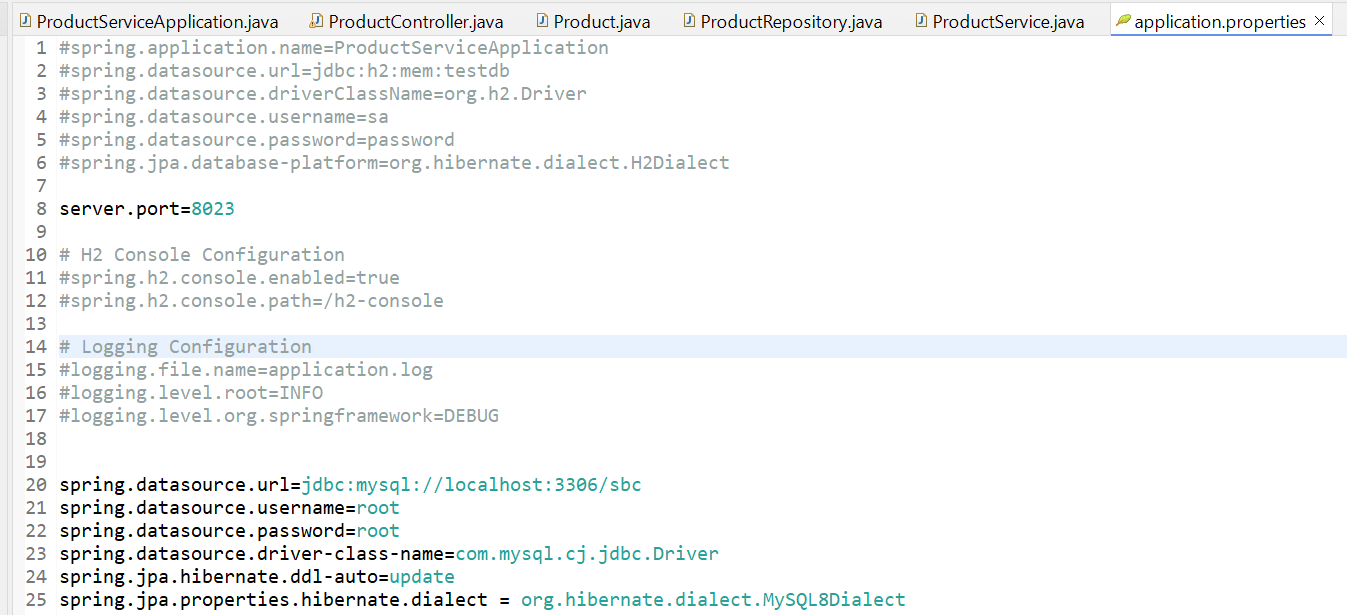 ProductServiceApplication.java ProductController.java Product.java ProductRepository.java ProductService.java application.properties
1 #spring.application.name=ProductServiceApplication
2 #spring.datasource.url=jdbc:h2:mem:testdb
3 #spring.datasource.driverClassName=org.h2.Driver
4 #spring.datasource.username=sa
5 #spring.datasource.password=password
6 #spring.jpa.database-platform=org.hibernate.dialect.H2Dialect
7
8 server.port=8023
9
10 # H2 Console Configuration
11 #spring.h2.console.enabled=true
12 #spring.h2.console.path=/h2-console
13
14 # Logging Configuration
15 #logging.file.name=application.log
16 #logging.level.root=INFO
17 #logging.level.org.springframework=DEBUG
18
19
20 spring.datasource.url=jdbc:mysql://localhost:3306/sbc
21 spring.datasource.username=root
22 spring.datasource.password=root
23 spring.datasource.driver-class-name=com.mysql.cj.jdbc.Driver
24 spring.jpa.hibernate.ddl-auto=update
25 spring.jpa.properties.hibernate.dialect = org.hibernate.dialect.MySQL8Dialect